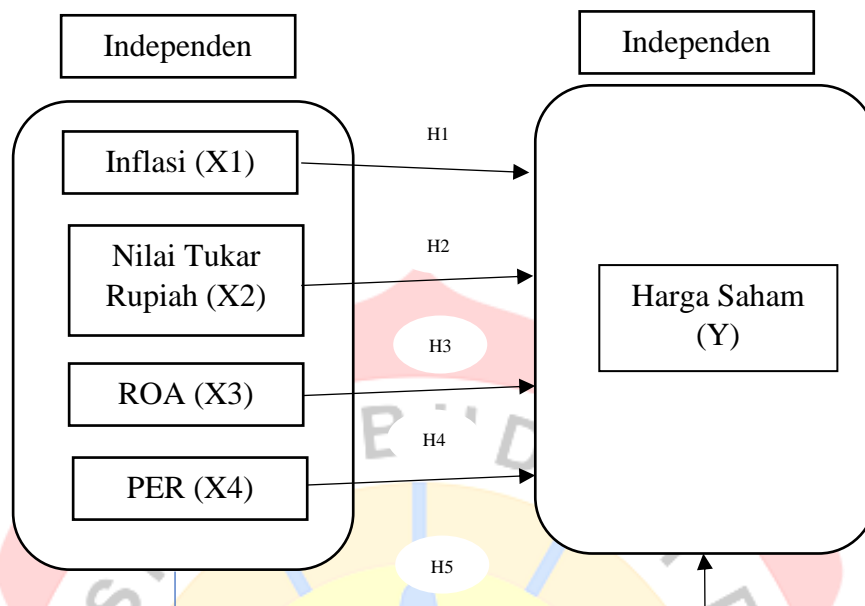 Independen
Independen
Inflasi (X1)
H1
Nilai Tukar
Rupiah (X2)
H2
Harga Saham
(Y)
H3
ROA (X3)
H4
PER (X4)
H5